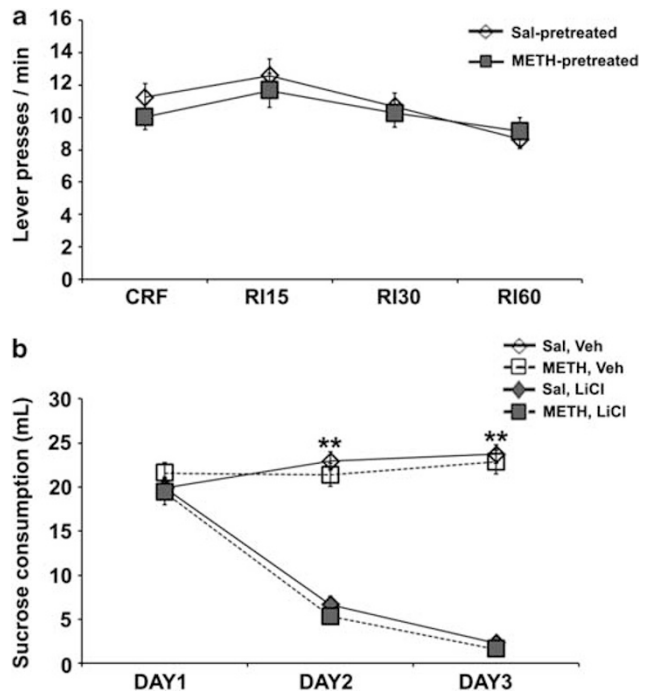 a
Sal-pretreated
METH-pretreated
Lever presses / min
16
14
12
10
8
6
4
2
0
CRF RI15 RI30 RI60
b
Sal, Veh
METH, Veh
Sal, LiCl
METH, LiCl
Sucrose consumption (mL)
30
25
20
15
10
5
0
** **
DAY1 DAY2 DAY3